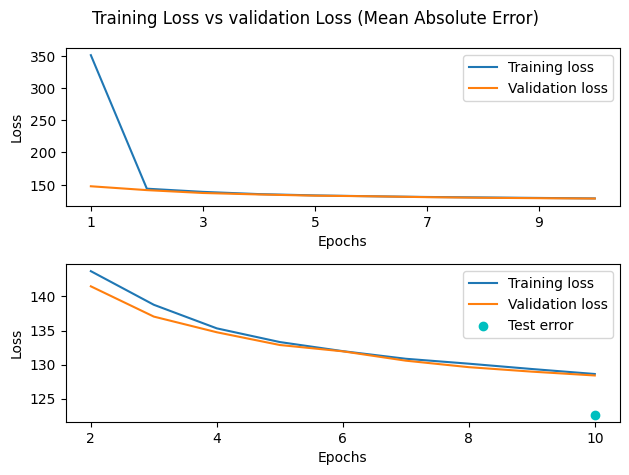 Training Loss vs validation Loss (Mean Absolute Error)
350
300
250
200
150
Loss
Training loss
Validation loss
1 3 5 7 9
Epochs
140
135
130
125
Loss
Training loss
Validation loss
Test error
2 4 6 8 10
Epochs